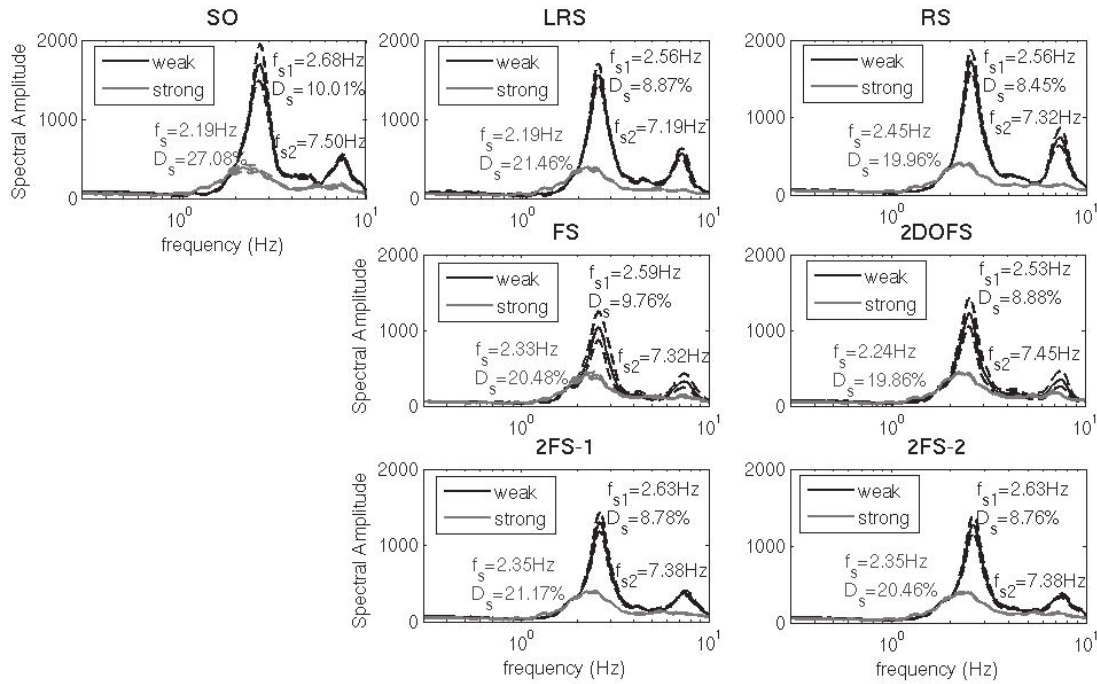 SO
2000
1000
0
Spectral Amplitude
weak
strong
f_s1=2.68Hz
D_s=10.01%
f_s=2.19Hz
D_s=27.08%
f_s2=7.50Hz
10^0
10^1
frequency (Hz)
LRS
2000
1000
0
weak
strong
f_s1=2.56Hz
D_s=8.87%
f_s=2.19Hz
D_s=21.46%
f_s2=7.19Hz
10^0
10^1
RS
2000
1000
0
weak
strong
f_s1=2.56Hz
D_s=8.45%
f_s=2.45Hz
D_s=19.96%
f_s2=7.32Hz
10^0
10^1
FS
2000
1000
0
Spectral Amplitude
weak
strong
f_s1=2.59Hz
D_s=9.76%
f_s=2.33Hz
D_s=20.48%
f_s2=7.32Hz
10^0
10^1
2DOFS
2000
1000
0
weak
strong
f_s1=2.53Hz
D_s=8.88%
f_s=2.24Hz
D_s=19.86%
f_s2=7.45Hz
10^0
10^1
2FS-1
2000
1000
0
Spectral Amplitude
weak
strong
f_s1=2.63Hz
D_s=8.78%
f_s=2.35Hz
D_s=21.17%
f_s2=7.38Hz
10^0
10^1
frequency (Hz)
2FS-2
2000
1000
0
weak
strong
f_s1=2.63Hz
D_s=8.76%
f_s=2.35Hz
D_s=20.46%
f_s2=7.38Hz
10^0
10^1
frequency (Hz)